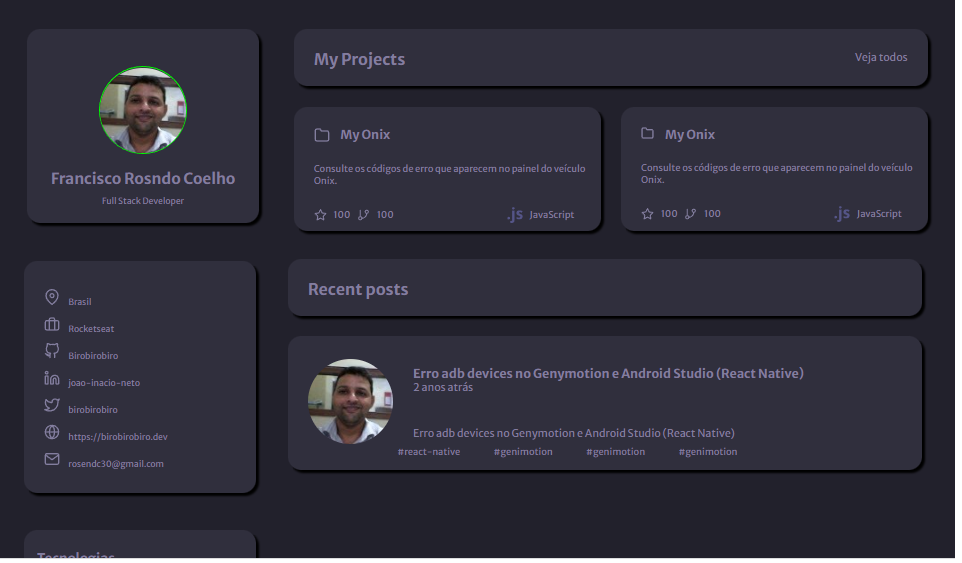 Francisco Rosndo Coelho
Full Stack Developer
Brasil
Rocketseat
Birobirobiro
joao-inacio-neto
birobirobiro
https://birobirobiro.dev
rosendc30@gmail.com
Tecnologias
My Projects
Veja todos
My Onix
Consulte os códigos de erro que aparecem no painel do veículo
Onix.
100 100
.js JavaScript
My Onix
Consulte os códigos de erro que aparecem no painel do veículo
Onix.
100 100
.js JavaScript
Recent posts
Erro adb devices no Genymotion e Android Studio (React Native)
2 anos atrás
Erro adb devices no Genymotion e Android Studio (React Native)
#react-native #genimotion #genimotion #genimotion